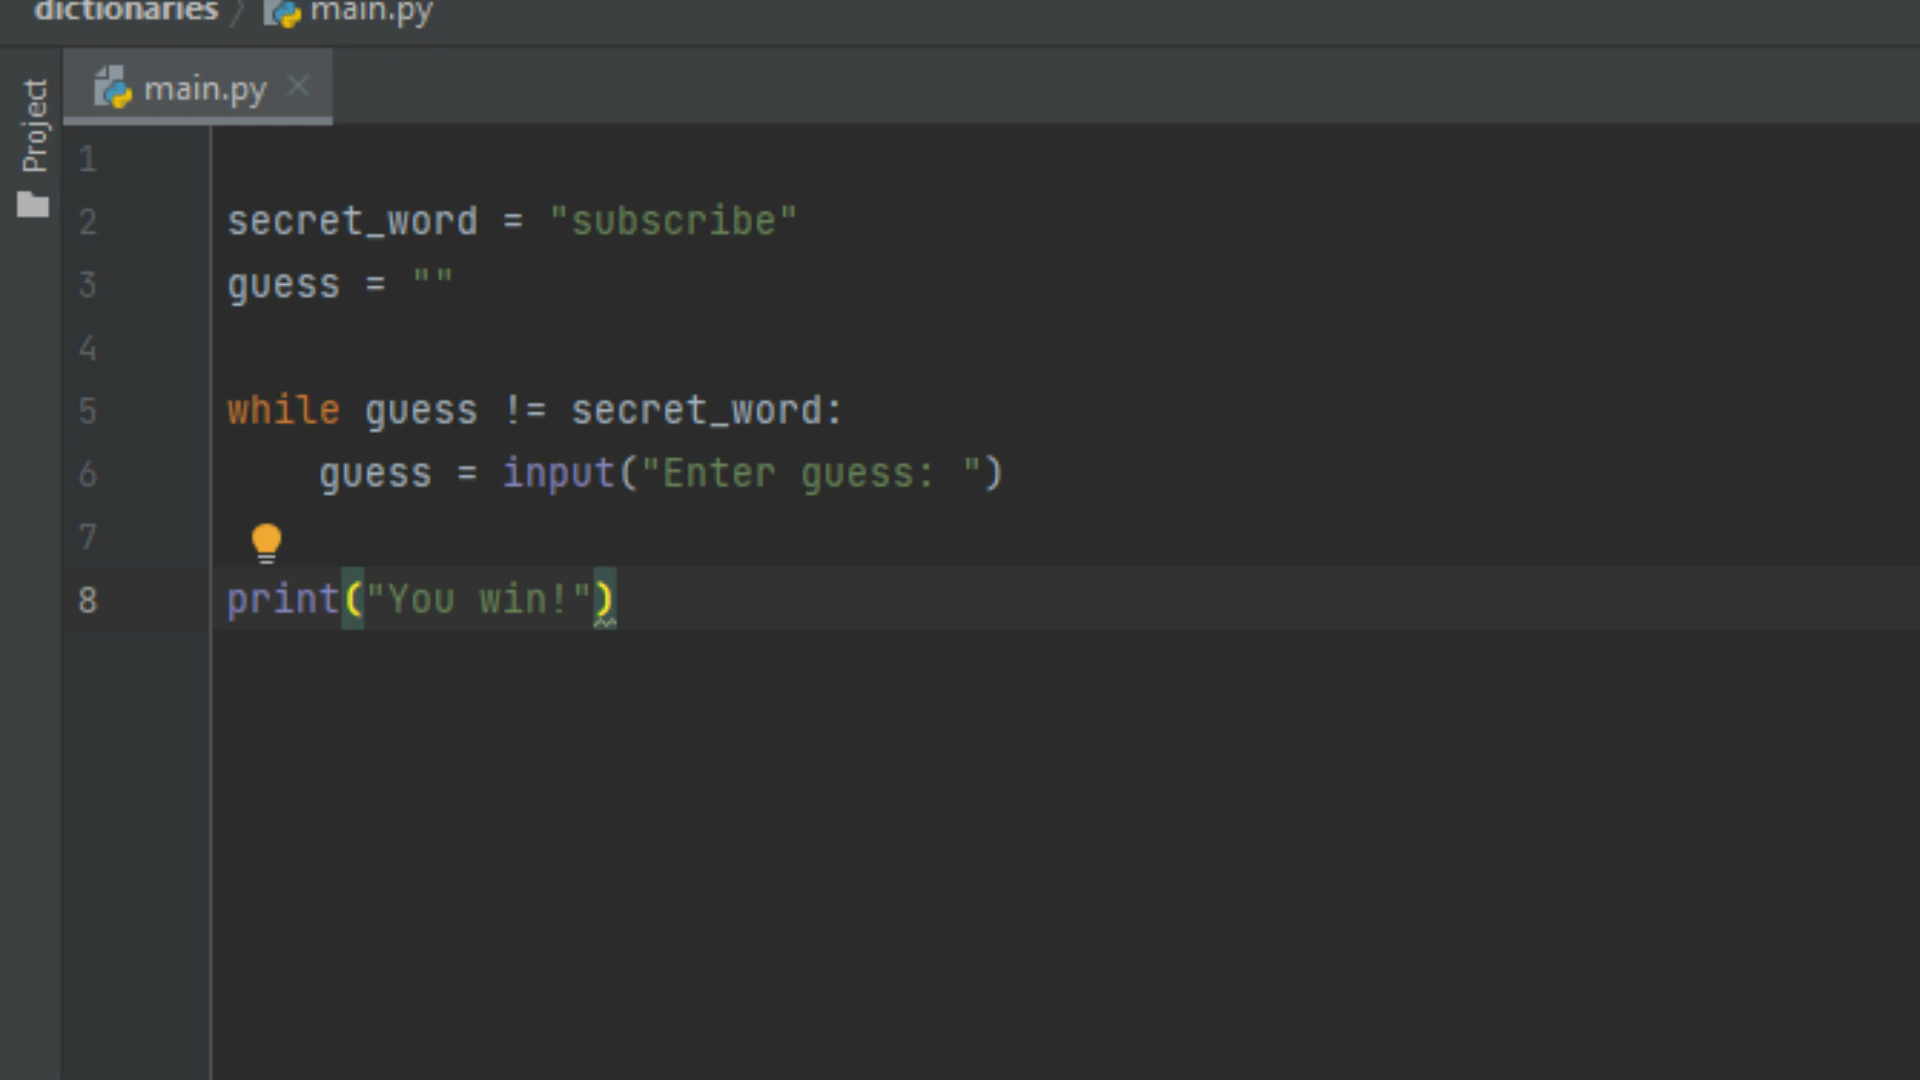 dictionaries main.py
main.py
Project
1
2 secret_word = "subscribe"
3 guess = ""
4
5 while guess != secret_word:
6     guess = input("Enter guess: ")
7
8 print("You win!")